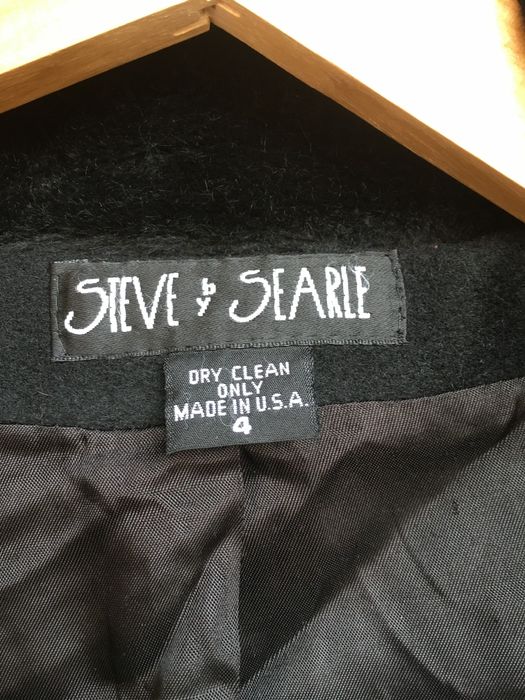 STEVE by SEARLE
DRY CLEAN
ONLY
MADE IN U.S.A.
4